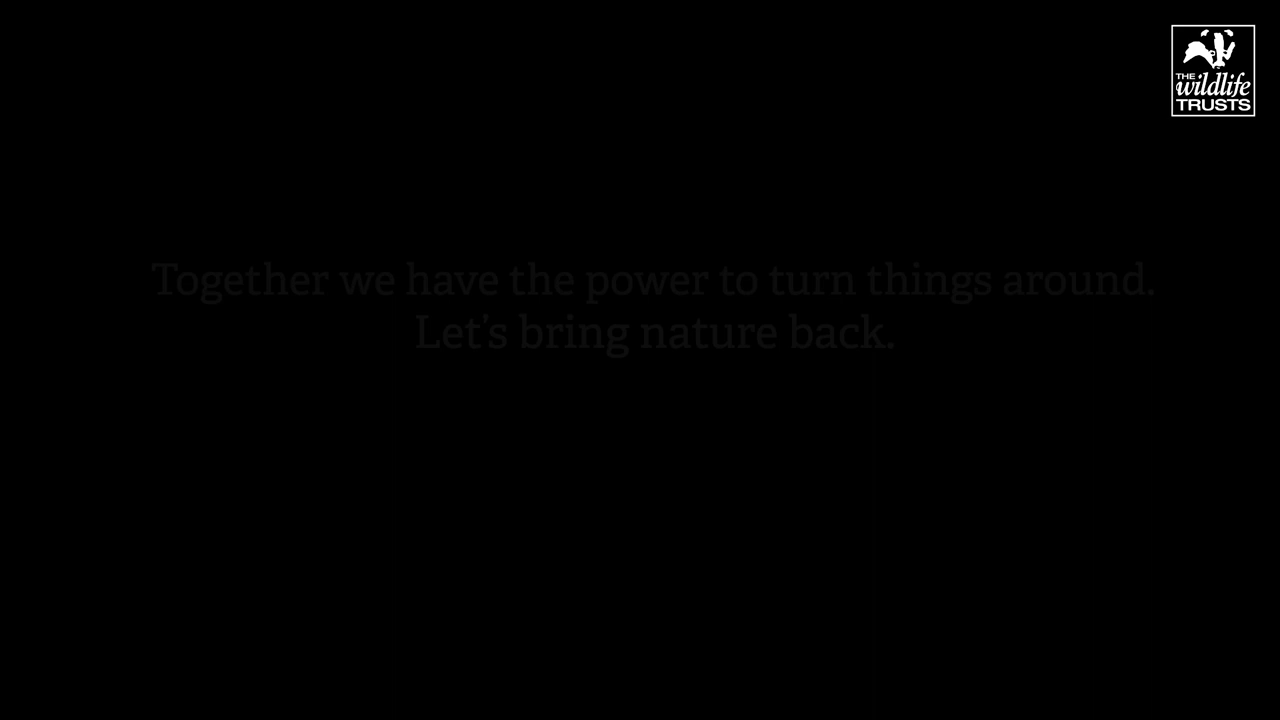 THE
wildlife
TRUSTS
Together we have the power to turn things around.
Let’s bring nature back.